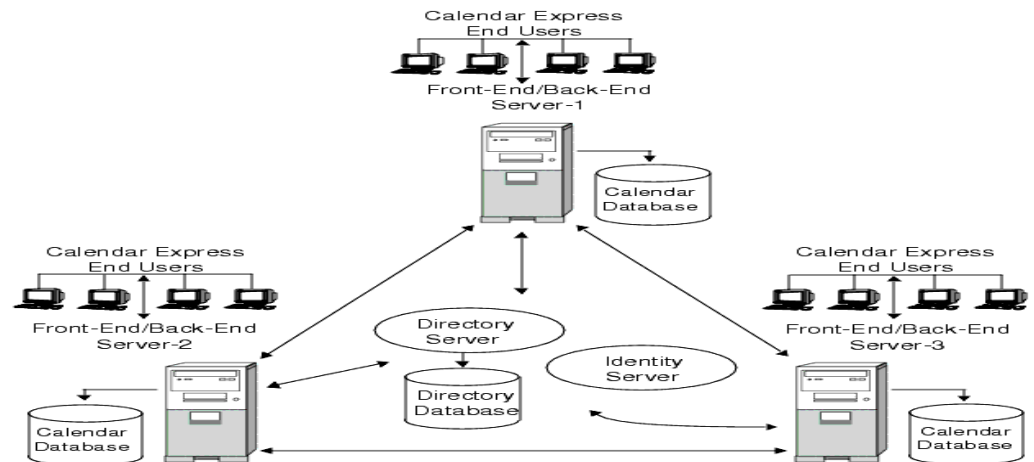 Calendar Express
End Users
Front-End/Back-End
Server-1
Calendar
Database
Calendar Express
End Users
Front-End/Back-End
Server-2
Calendar
Database
Directory
Server
Directory
Database
Identity
Server
Calendar Express
End Users
Front-End/Back-End
Server-3
Calendar
Database